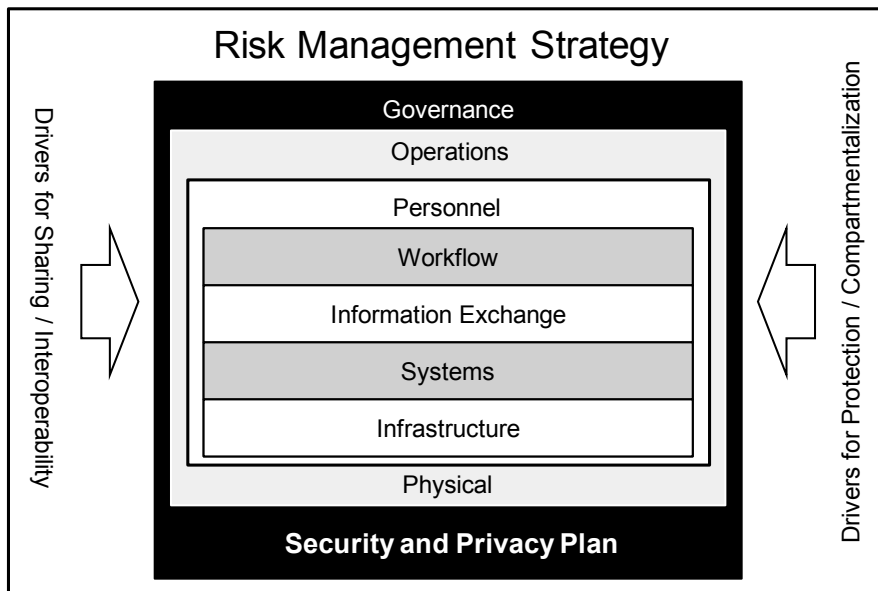 Risk Management Strategy
Drivers for Sharing / Interoperability
Governance
Operations
Personnel
Workflow
Information Exchange
Systems
Infrastructure
Physical
Security and Privacy Plan
Drivers for Protection / Compartmentalization